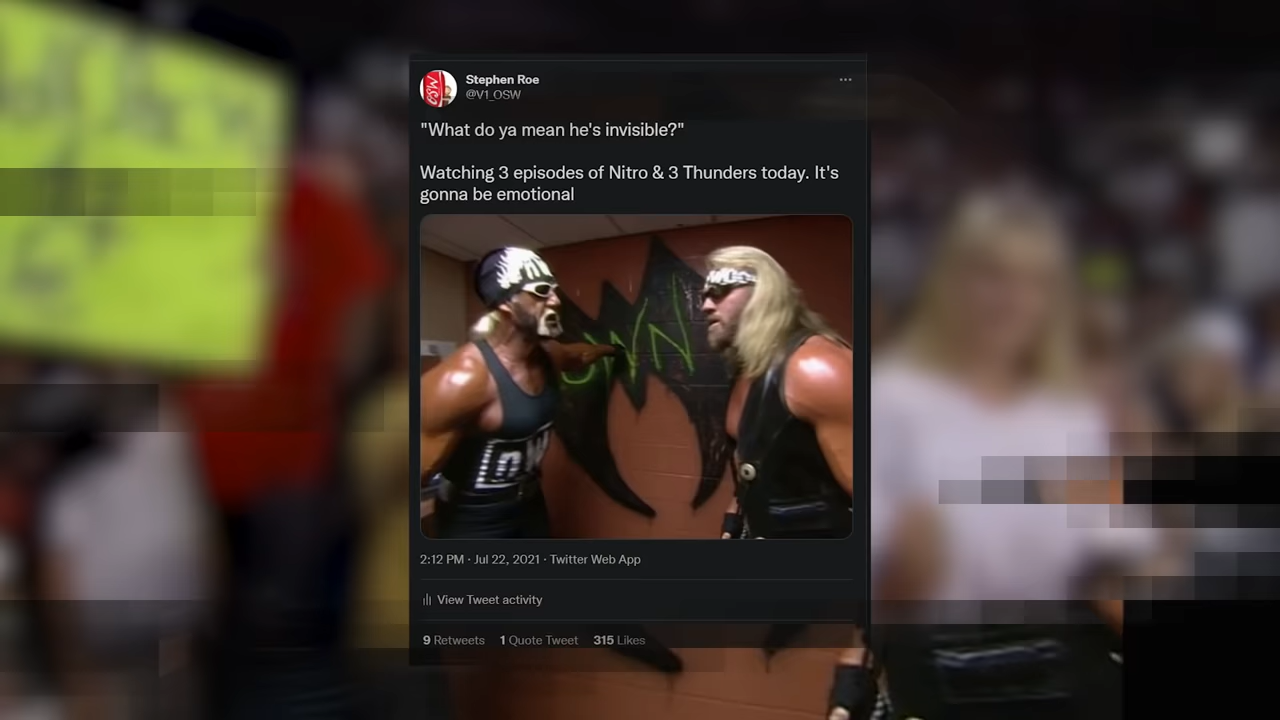 Stephen Roe
@V1_OSW
"What do ya mean he's invisible?"
Watching 3 episodes of Nitro & 3 Thunders today. It's
gonna be emotional
OWN
2:12 PM · Jul 22, 2021 · Twitter Web App
View Tweet activity
9 Retweets 1 Quote Tweet 315 Likes